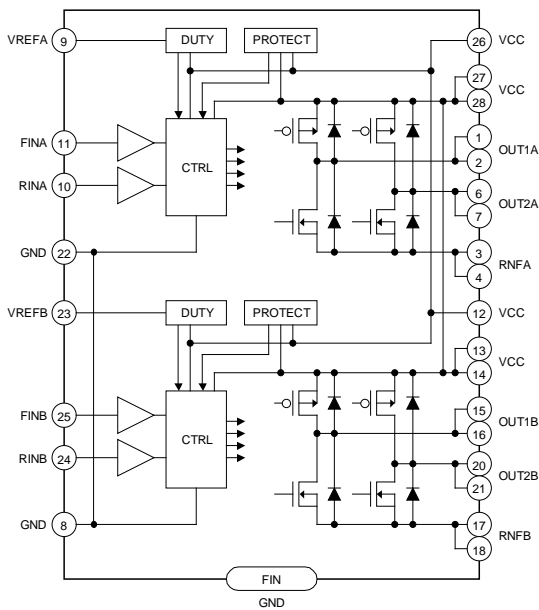 VREFA 9 DUTY PROTECT 26 VCC
27 VCC
28
FINA 11 1 OUT1A
CTRL 2
RINA 10 6 OUT2A
7
GND 22 3 RNFA
4
VREFB 23 DUTY PROTECT 12 VCC
13 VCC
14
FINB 25 15 OUT1B
CTRL 16
RINB 24 20 OUT2B
21
GND 8 17 RNFB
18
FIN
GND